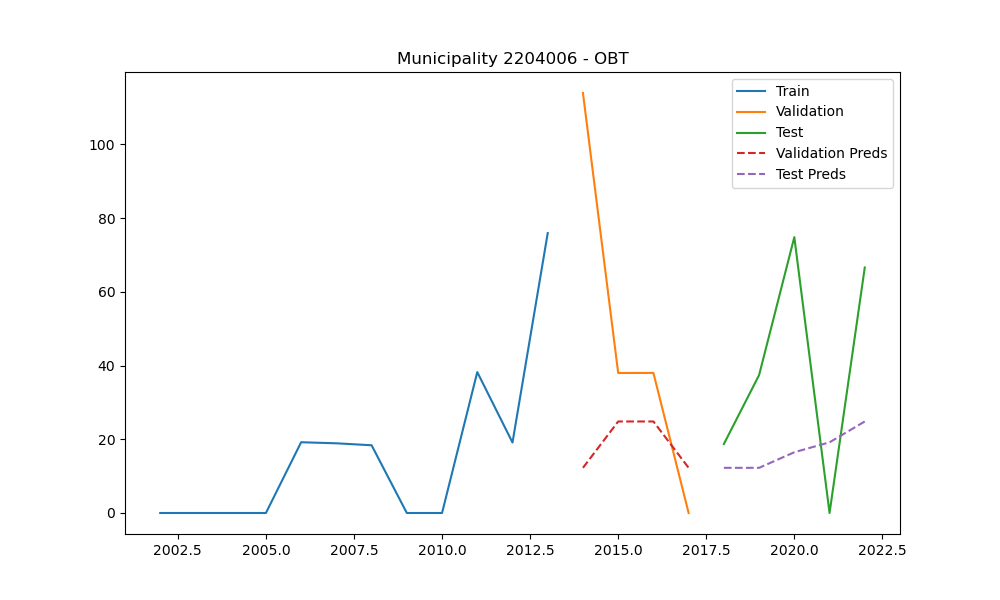 Municipality 2204006 - OBT
Train
Validation
Test
Validation Preds
Test Preds
100
80
60
40
20
0
2002.5 2005.0 2007.5 2010.0 2012.5 2015.0 2017.5 2020.0 2022.5